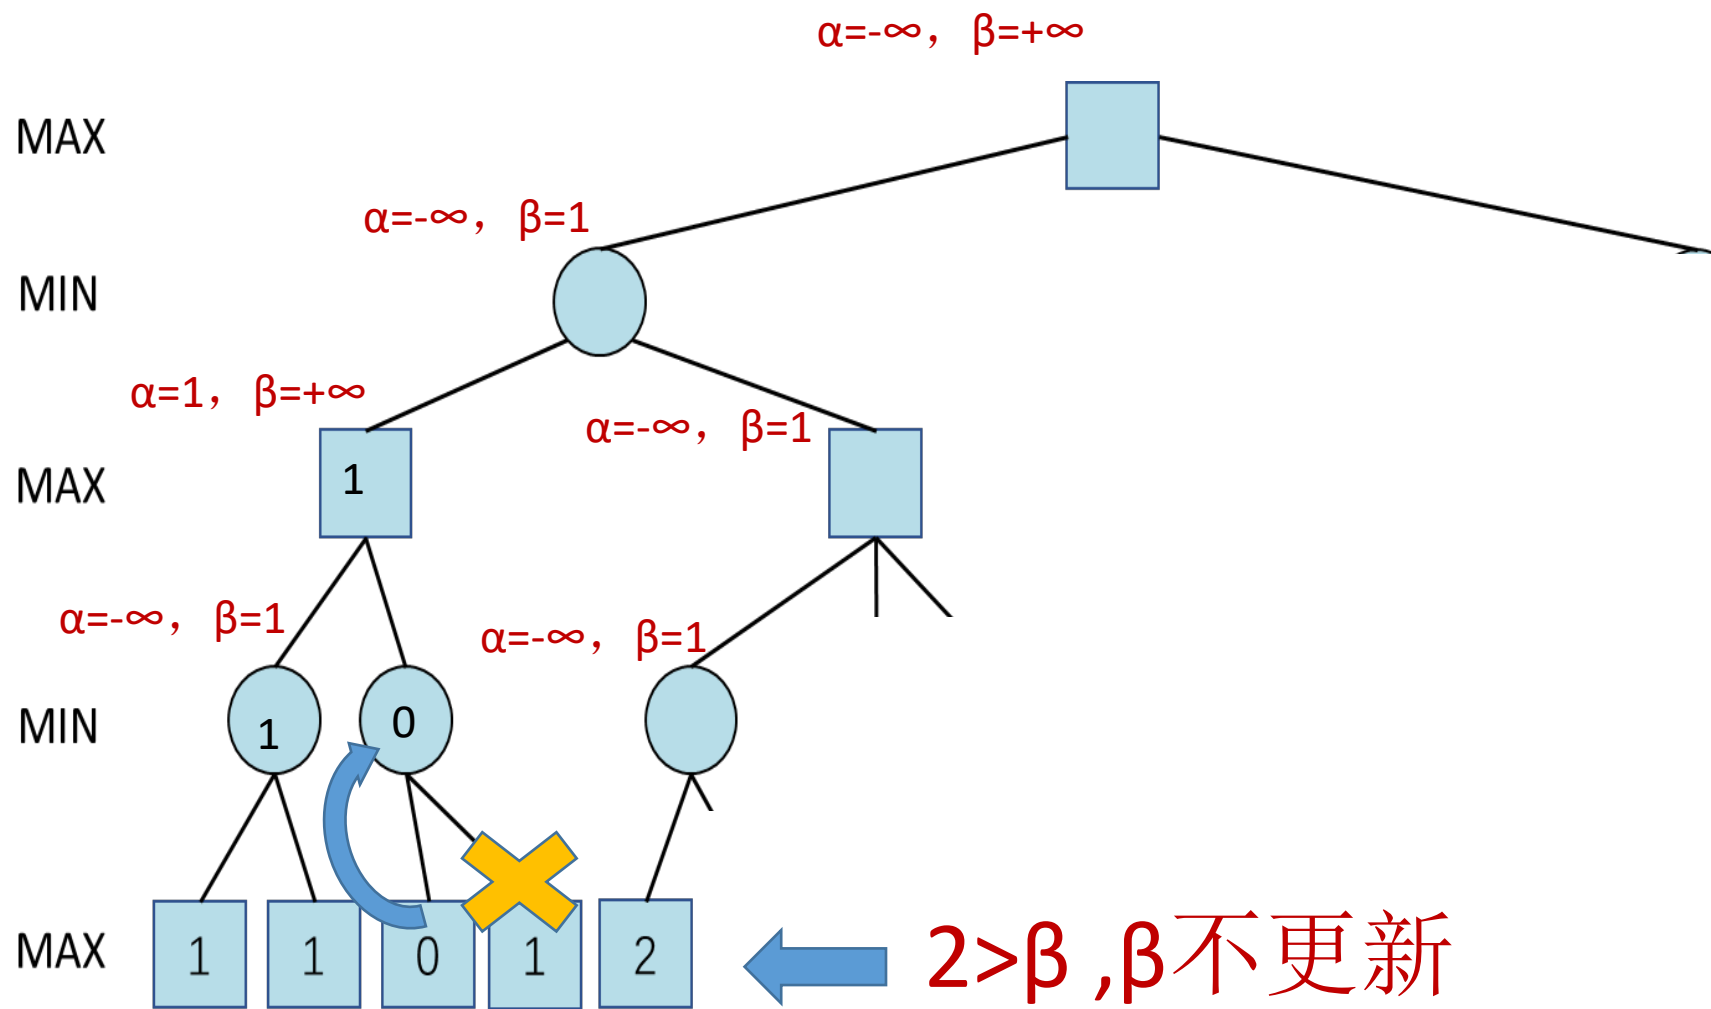 α=-∞，β=+∞
MAX
α=-∞，β=1
MIN
α=1，β=+∞
α=-∞，β=1
MAX
1
α=-∞，β=1
α=-∞，β=1
MIN
1
0
MAX
1
1
0
1
2
2>β ,β不更新